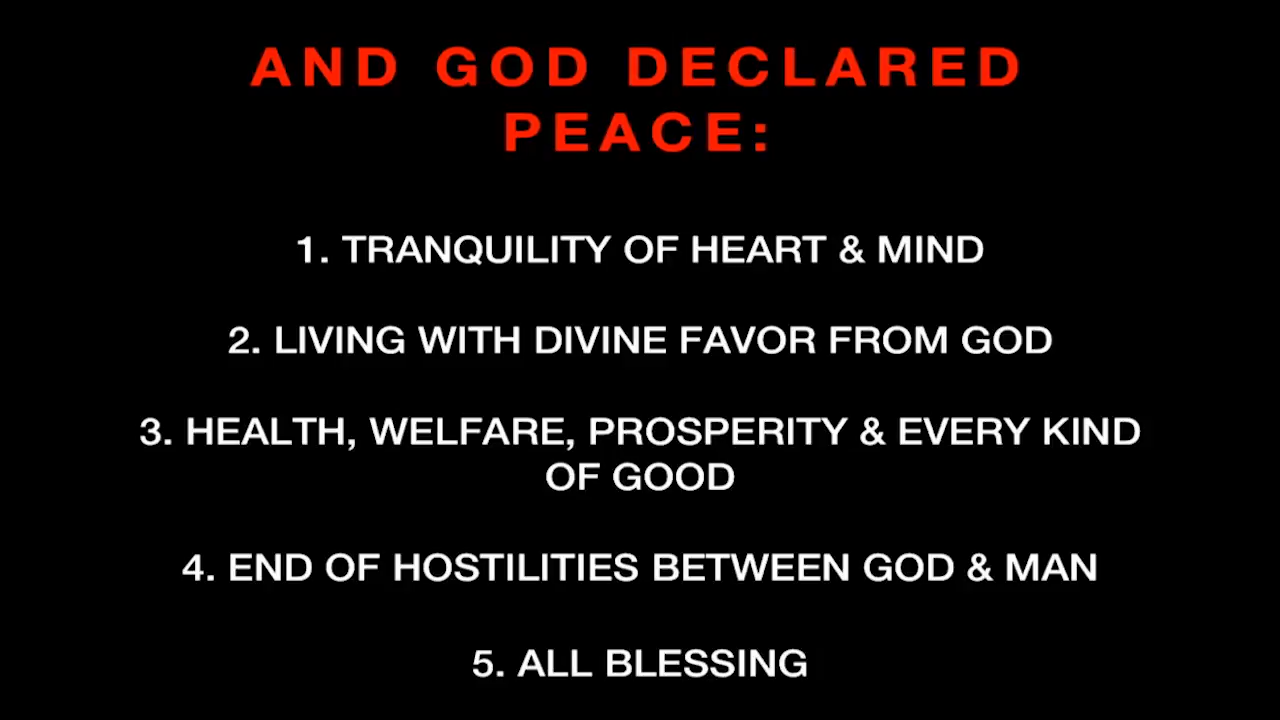 AND GOD DECLARED
PEACE:
1. TRANQUILITY OF HEART & MIND
2. LIVING WITH DIVINE FAVOR FROM GOD
3. HEALTH, WELFARE, PROSPERITY & EVERY KIND
OF GOOD
4. END OF HOSTILITIES BETWEEN GOD & MAN
5. ALL BLESSING